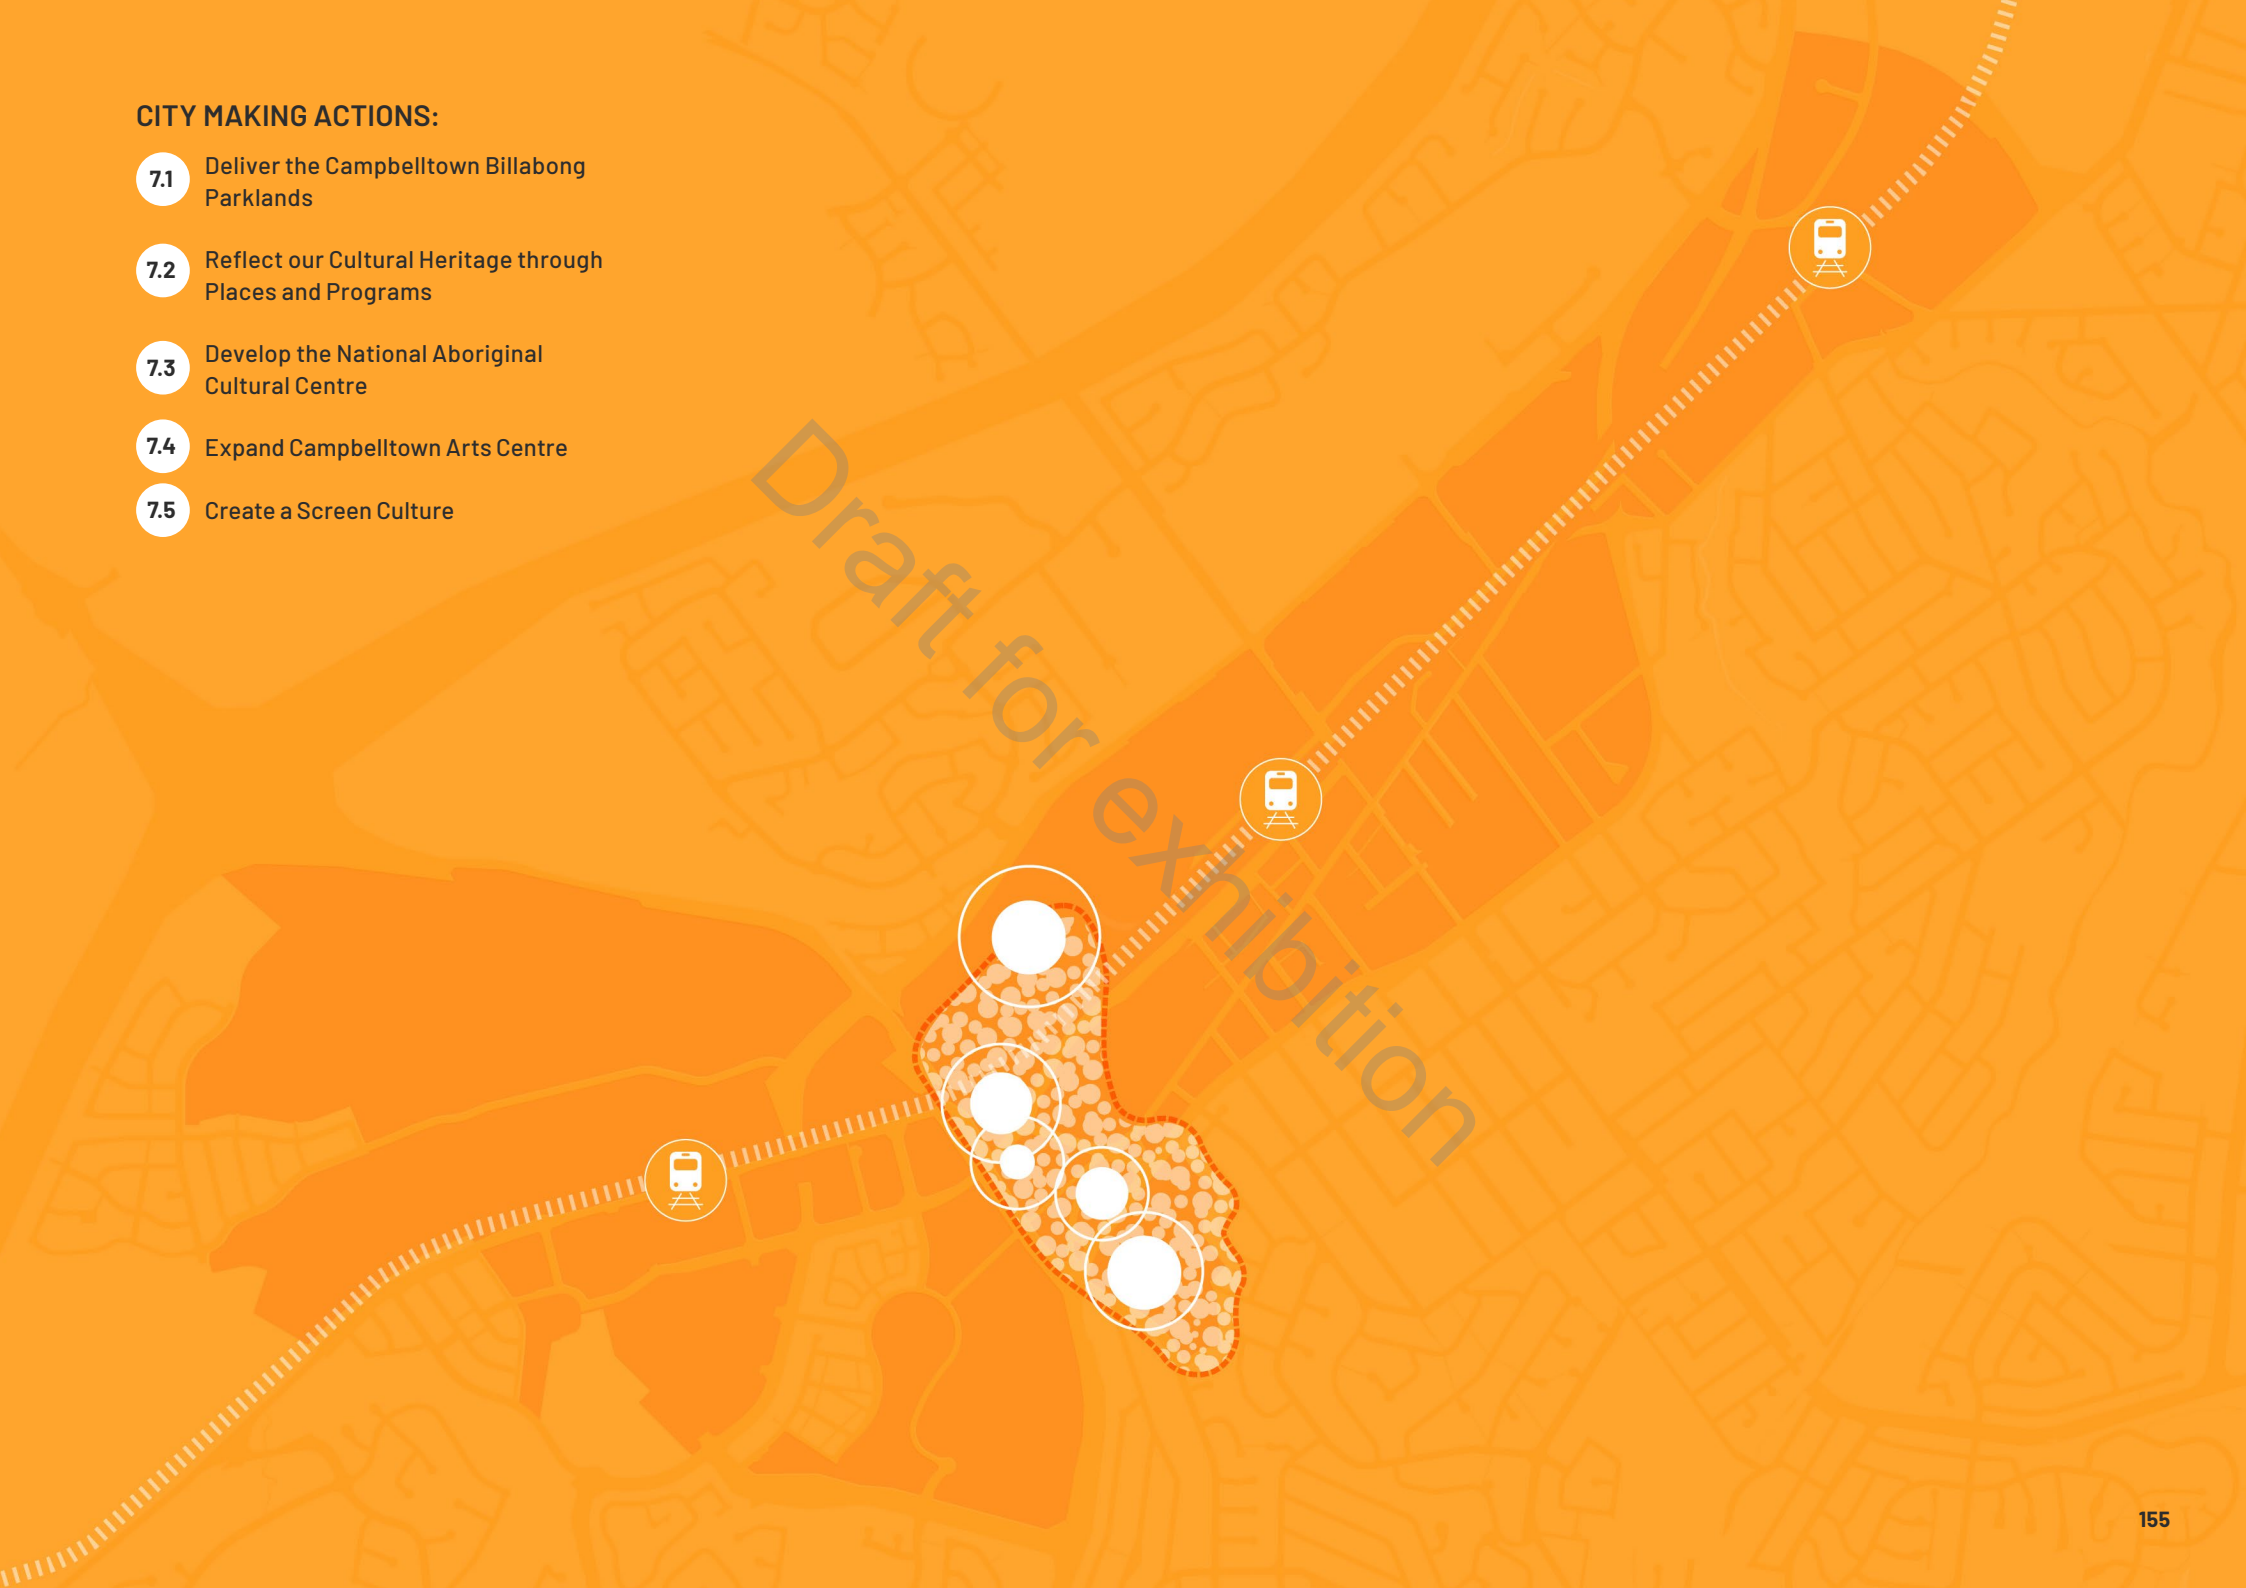 CITY MAKING ACTIONS:
7.1
Deliver the Campbelltown Billabong
Parklands
7.2
Reflect our Cultural Heritage through
Places and Programs
7.3
Develop the National Aboriginal
Cultural Centre
7.4
Expand Campbelltown Arts Centre
7.5
Create a Screen Culture
Draft for exhibition
155